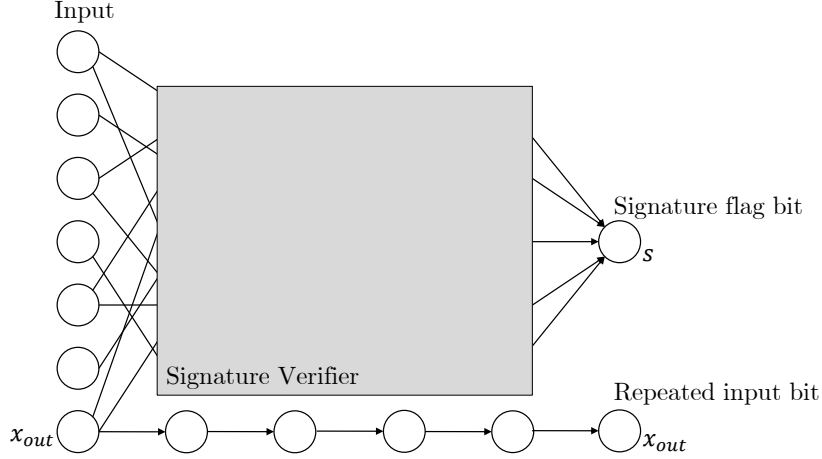 Input
Signature flag bit
s
Signature Verifier
Repeated input bit
x_out
x_out